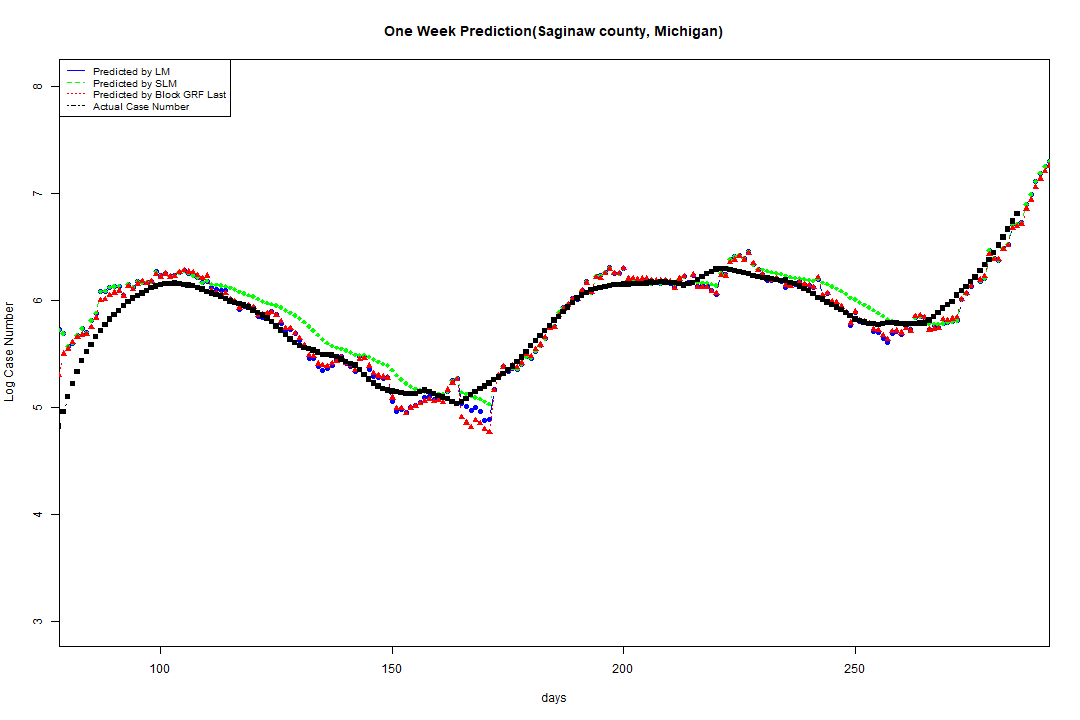 One Week Prediction(Saginaw county, Michigan)
Predicted by LM
Predicted by SLM
Predicted by Block GRF Last
Actual Case Number
8
7
6
5
4
3
Log Case Number
100 150 200 250
days